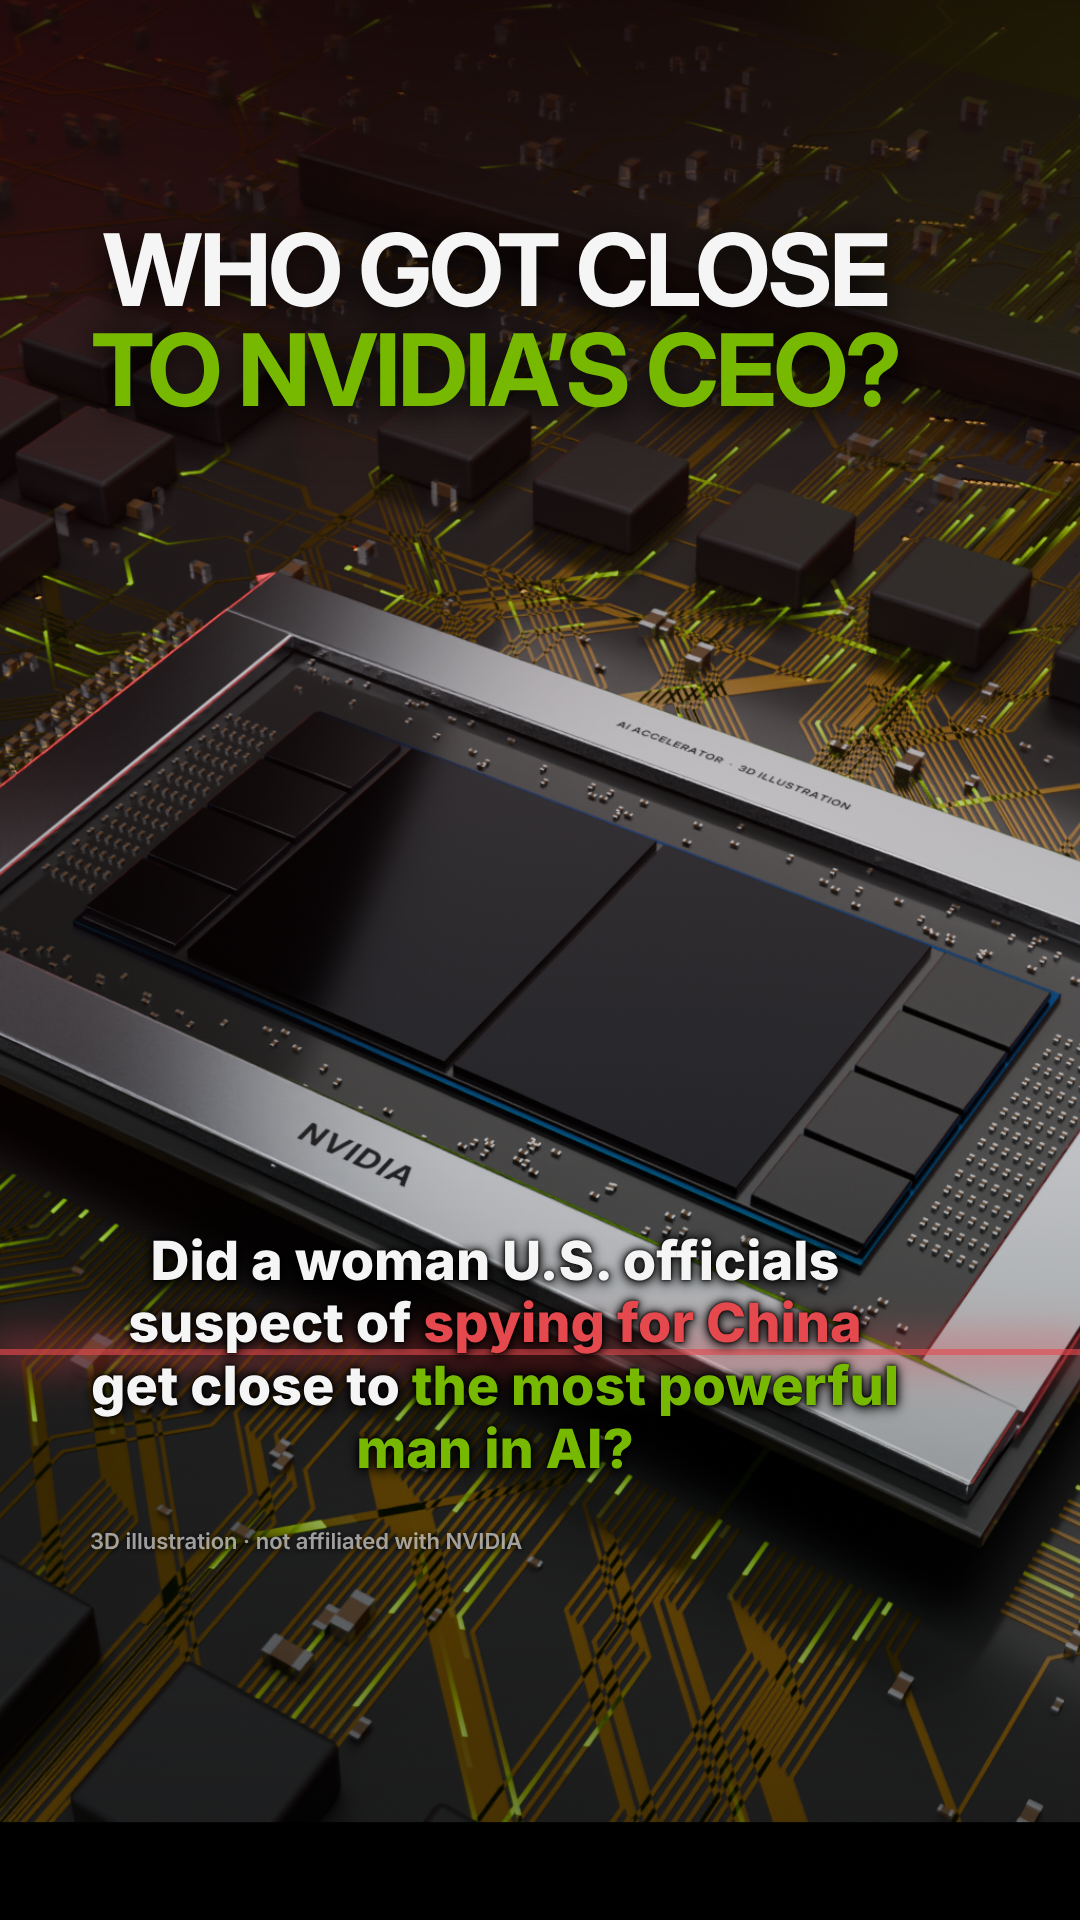 WHO GOT CLOSE
TO NVIDIA'S CEO?
AI ACCELERATOR · 3D ILLUSTRATION
NVIDIA
Did a woman U.S. officials
suspect of spying for China
get close to the most powerful
man in AI?
3D illustration · not affiliated with NVIDIA